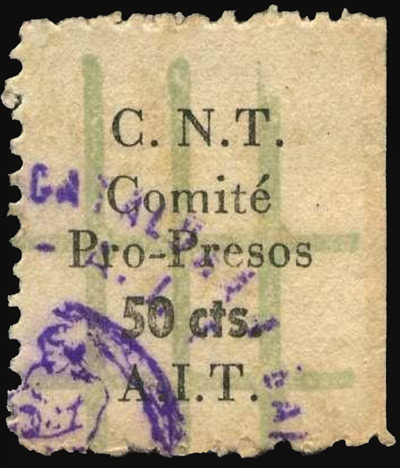 C. N. T.
Comité
Pro-Presos
50 cts.
A. I. T.